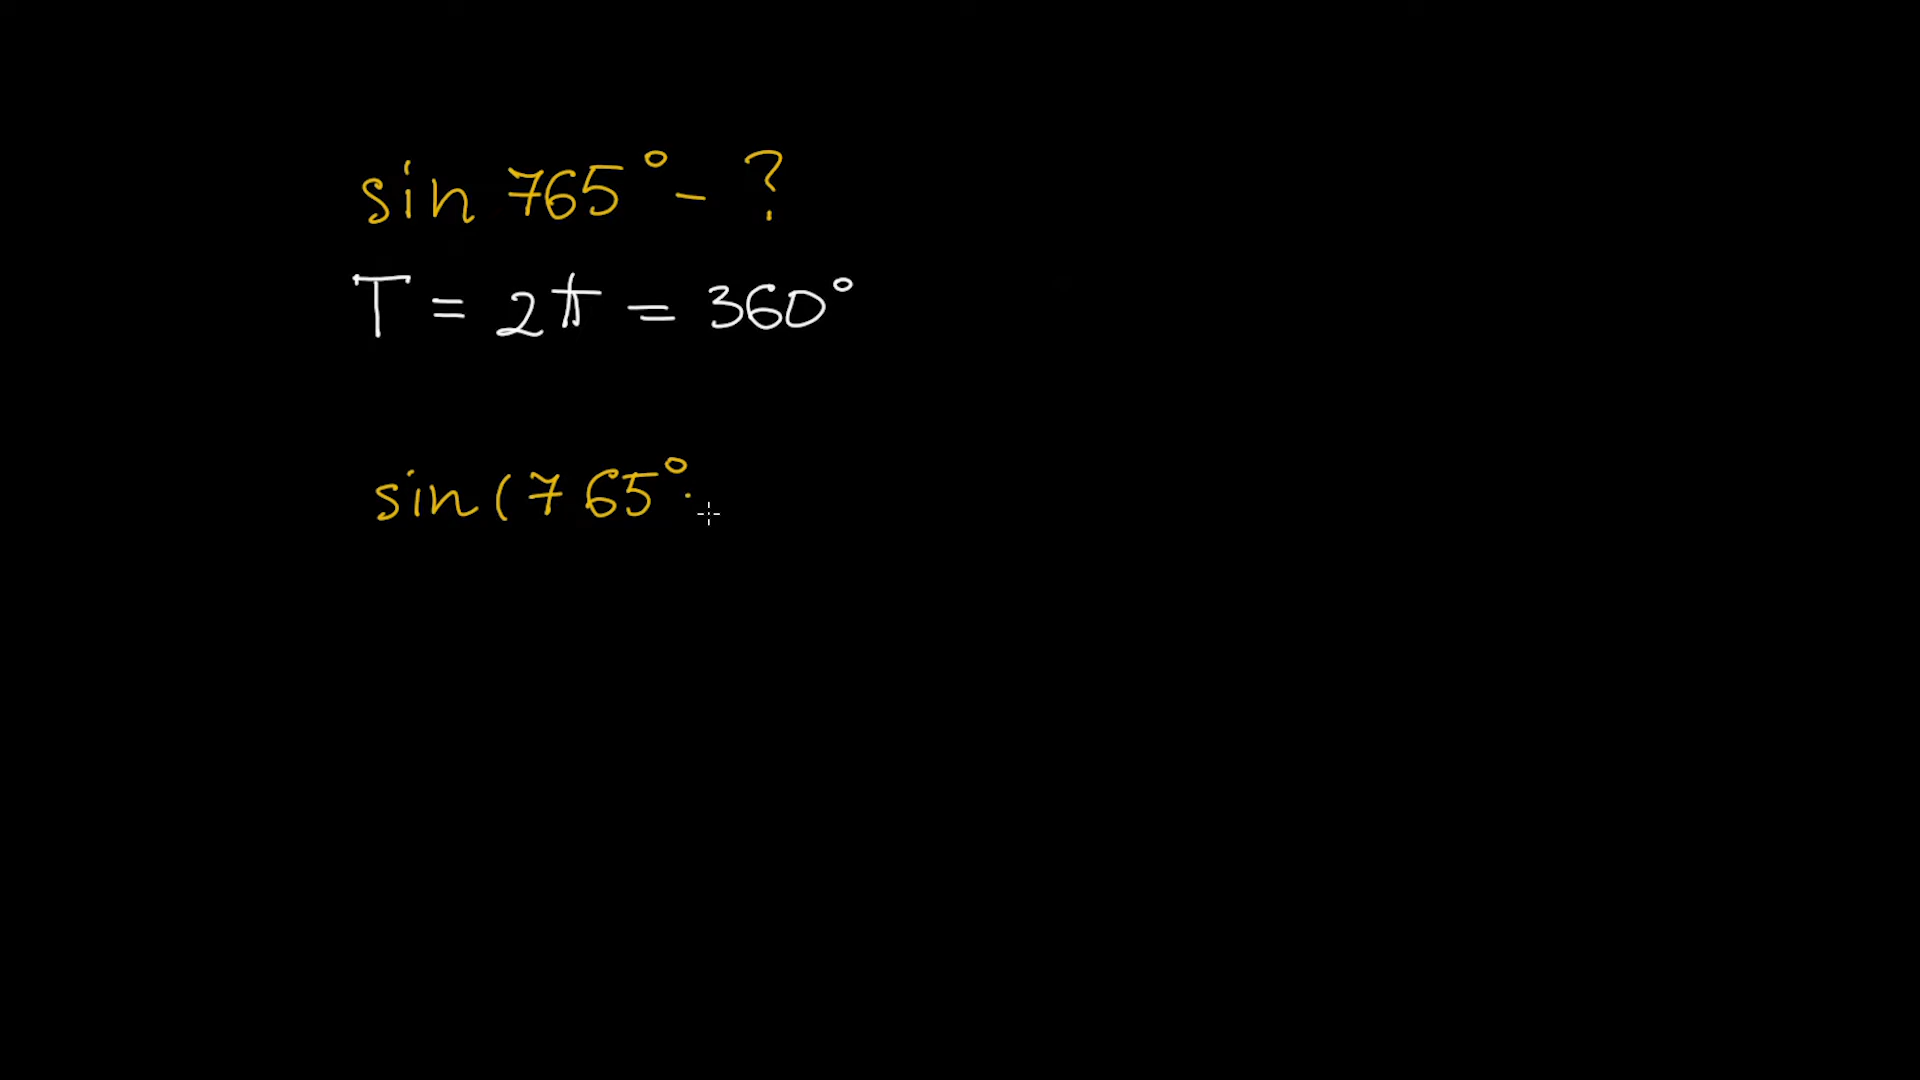 sin 765° - ?
T = 2π = 360°
sin(765°